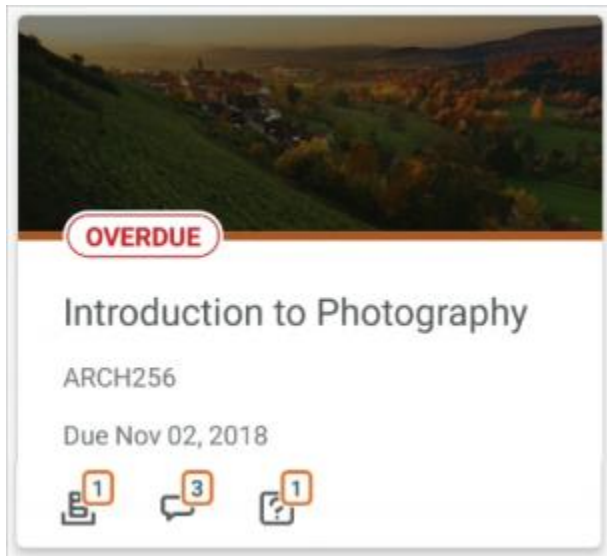 OVERDUE
Introduction to Photography
ARCH256
Due Nov 02, 2018
1 3 1